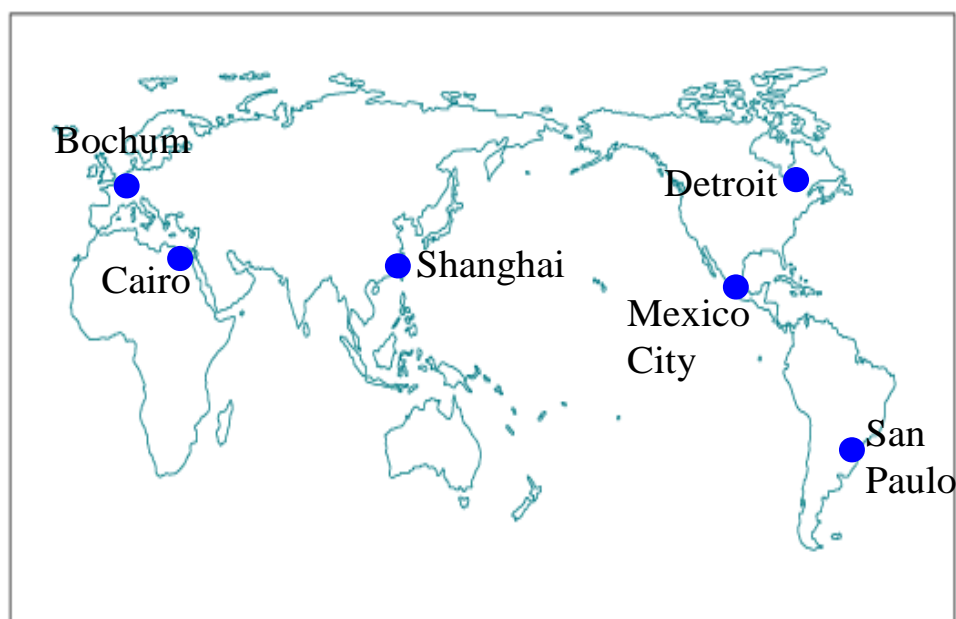 Bochum
Detroit
Cairo
Shanghai
Mexico
City
San
Paulo